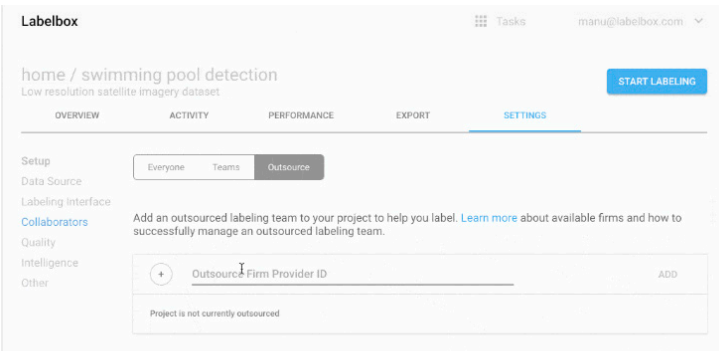 Labelbox
Tasks
manu@labelbox.com
home / swimming pool detection
Low resolution satellite imagery dataset
START LABELING
OVERVIEW
ACTIVITY
PERFORMANCE
EXPORT
SETTINGS
Setup
Data Source
Labeling Interface
Collaborators
Quality
Intelligence
Other
Everyone
Teams
Outsource
Add an outsourced labeling team to your project to help you label. Learn more about available firms and how to
successfully manage an outsourced labeling team.
+
Outsource Firm Provider ID
ADD
Project is not currently outsourced